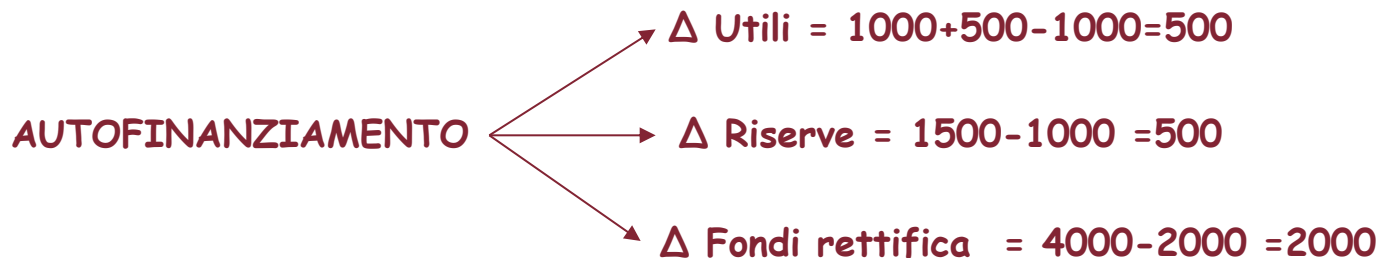 Δ Utili = 1000+500-1000=500
AUTOFINANZIAMENTO
Δ Riserve = 1500-1000 =500
Δ Fondi rettifica = 4000-2000 =2000